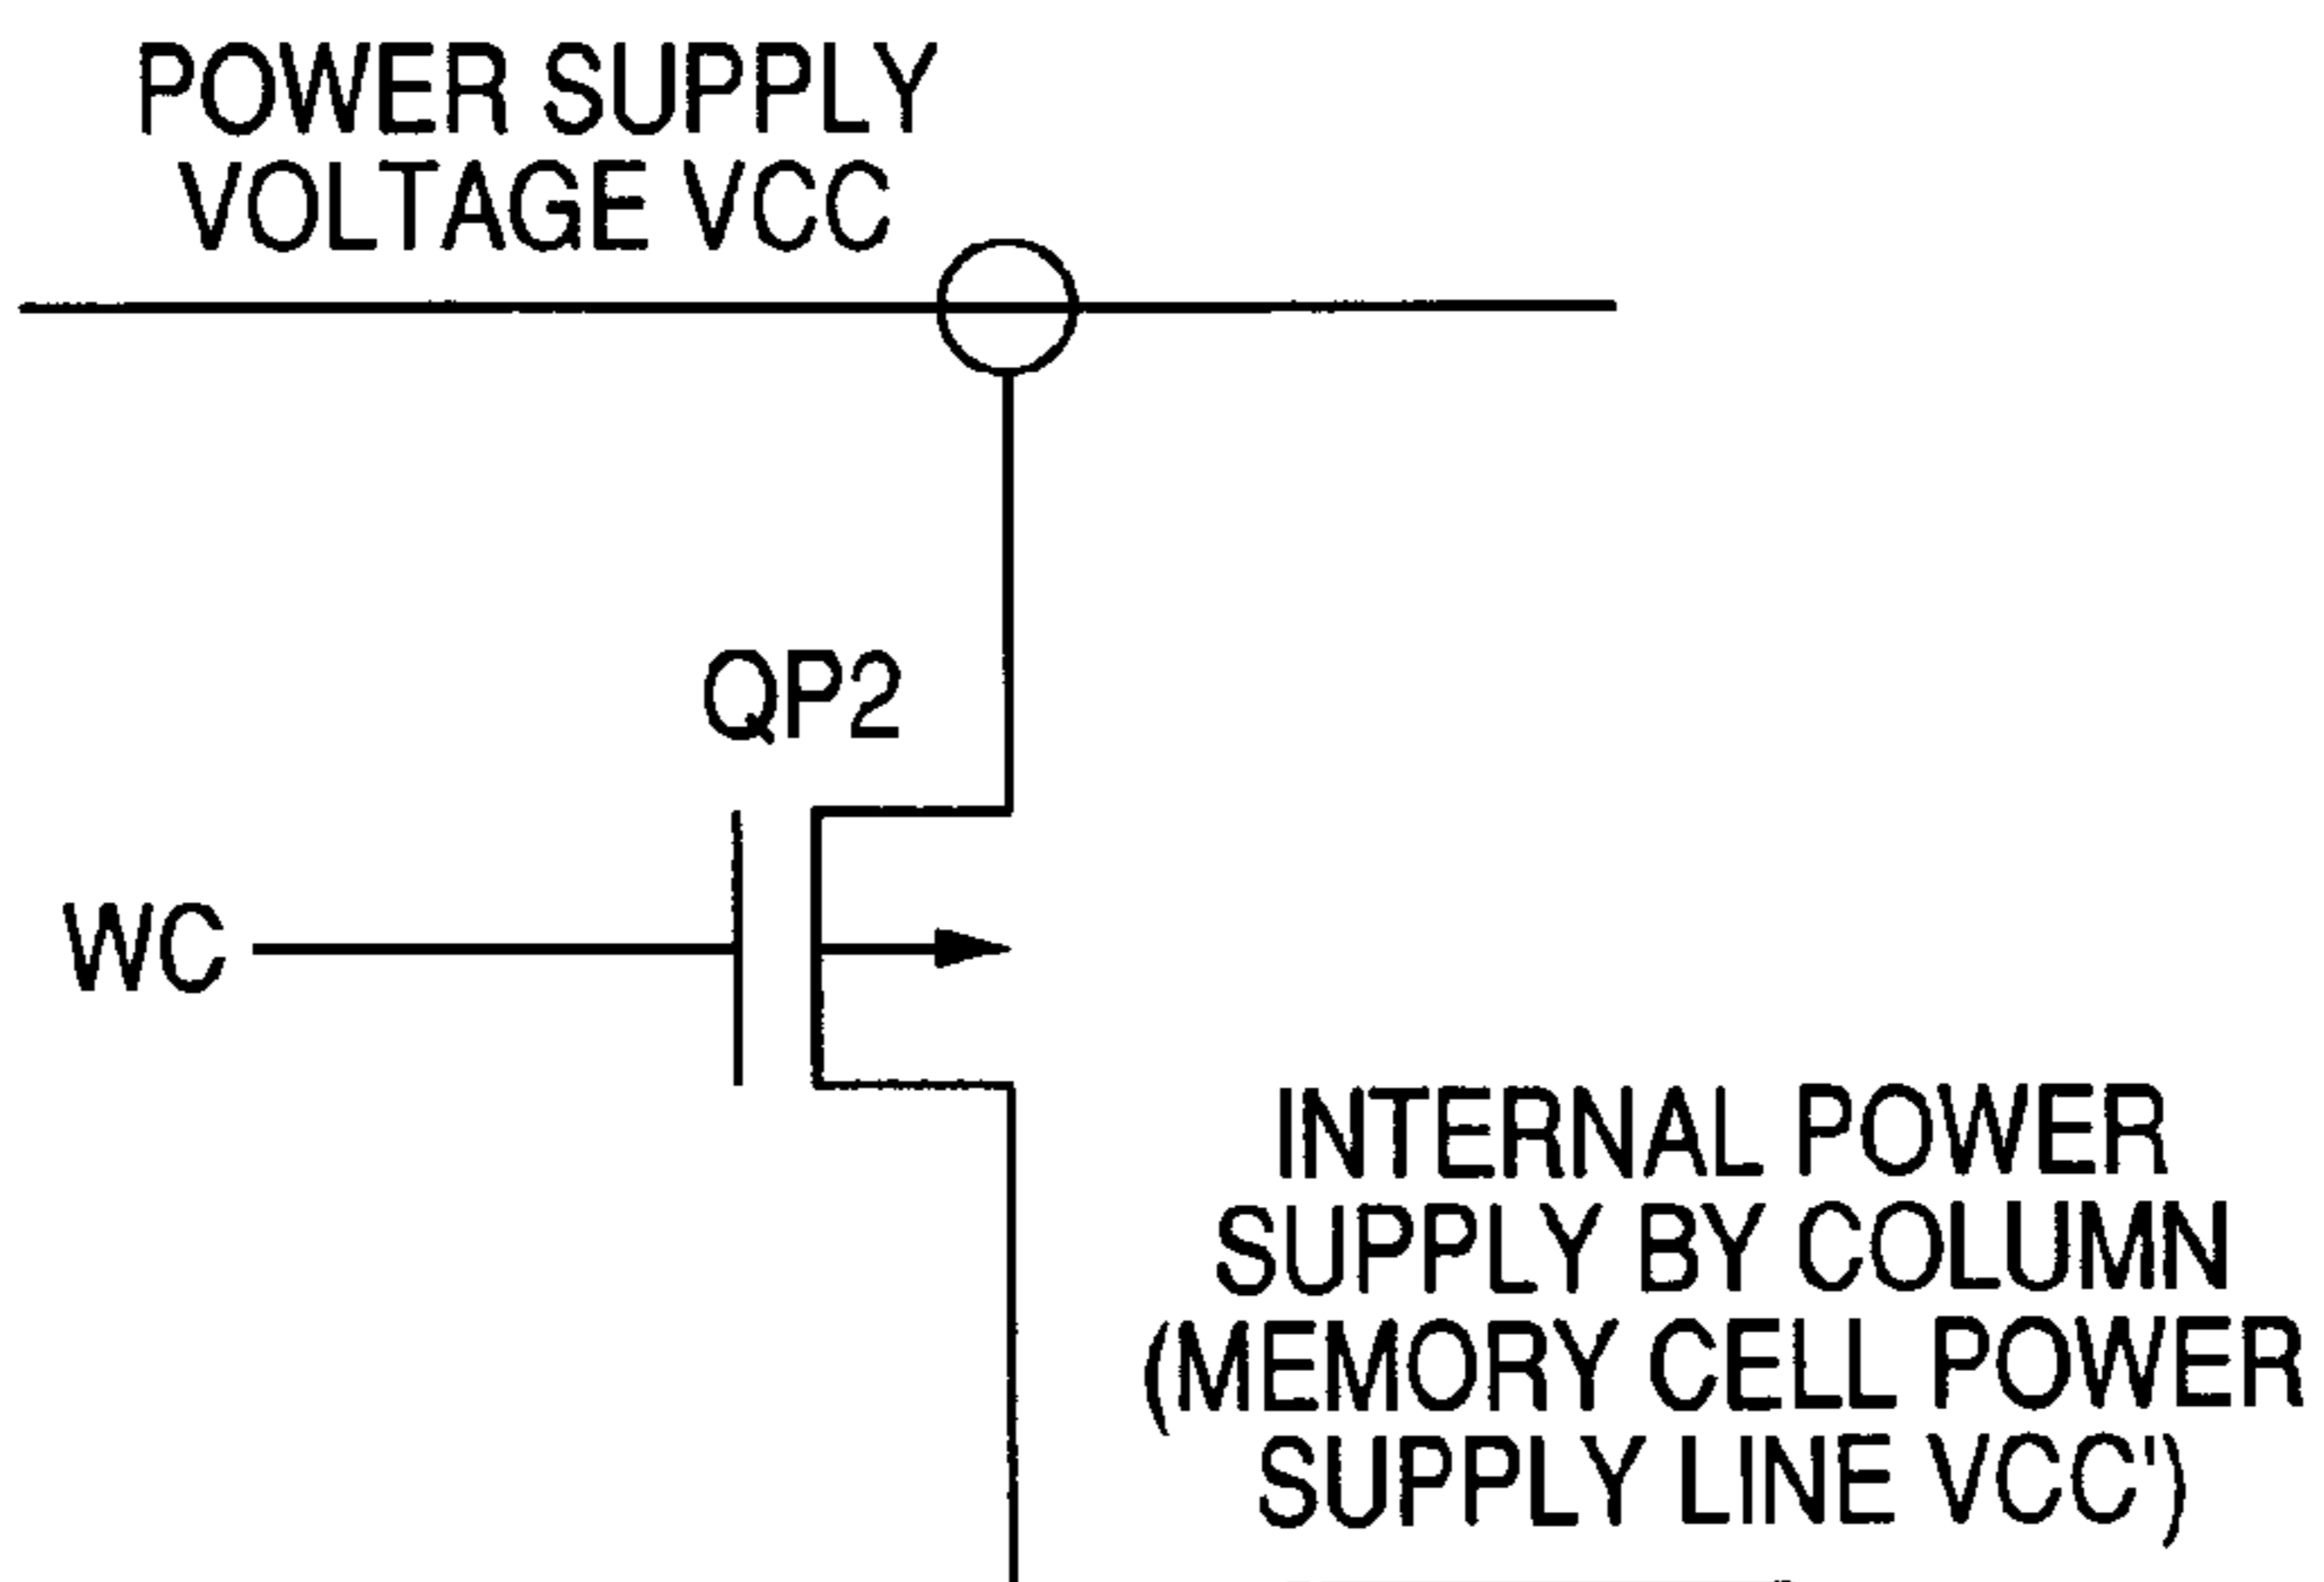 POWER SUPPLY
VOLTAGE VCC
QP2
WC
INTERNAL POWER
SUPPLY BY COLUMN
(MEMORY CELL POWER
SUPPLY LINE VCC')